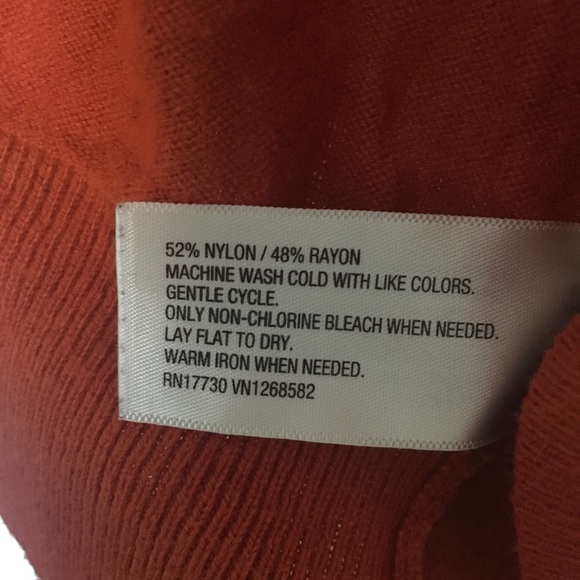 52% NYLON / 48% RAYON
MACHINE WASH COLD WITH LIKE COLORS.
GENTLE CYCLE.
ONLY NON-CHLORINE BLEACH WHEN NEEDED.
LAY FLAT TO DRY.
WARM IRON WHEN NEEDED.
RN17730 VN1268582